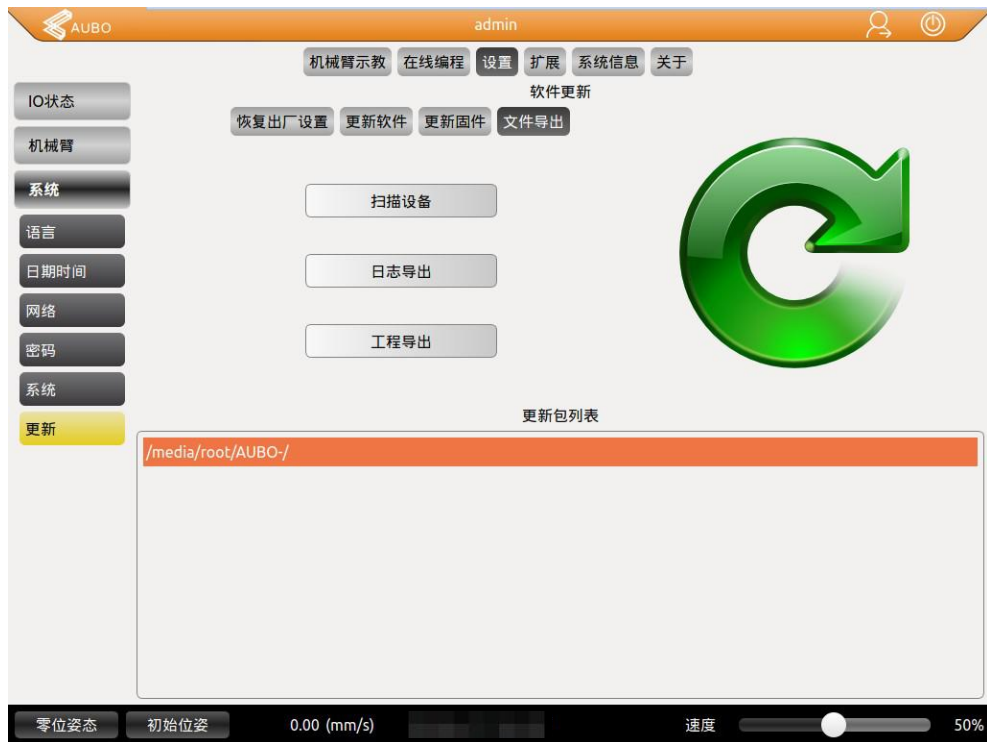 AUBO
admin
机械臂示教 在线编程 设置 扩展 系统信息 关于
软件更新
恢复出厂设置 更新软件 更新固件 文件导出
IO状态
机械臂
系统
语言
日期时间
网络
密码
系统
更新
扫描设备
日志导出
工程导出
更新包列表
/media/root/AUBO-/
零位姿态 初始位姿 0.00 (mm/s) 速度 50%